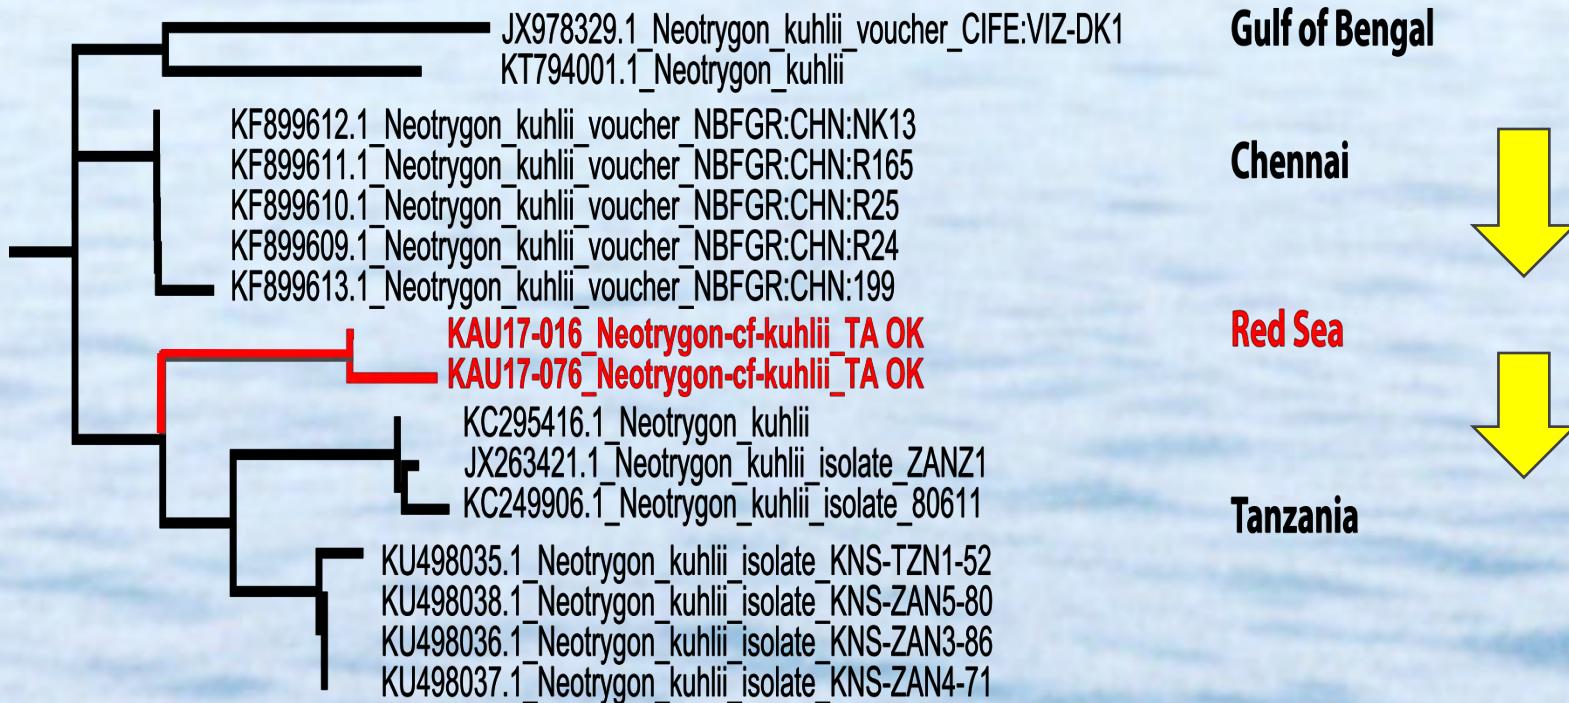 JX978329.1_Neotrygon_kuhlii_voucher_CIFE:VIZ-DK1
Gulf of Bengal
KT794001.1_Neotrygon_kuhlii
KF899612.1_Neotrygon_kuhlii_voucher_NBFGR:CHN:NK13
KF899611.1_Neotrygon_kuhlii_voucher_NBFGR:CHN:R165
Chennai
KF899610.1_Neotrygon_kuhlii_voucher_NBFGR:CHN:R25
KF899609.1_Neotrygon_kuhlii_voucher_NBFGR:CHN:R24
KF899613.1_Neotrygon_kuhlii_voucher_NBFGR:CHN:199
KAU17-016_Neotrygon-cf-kuhlii_TA OK
Red Sea
KAU17-076_Neotrygon-cf-kuhlii_TA OK
KC295416.1_Neotrygon_kuhlii
JX263421.1_Neotrygon_kuhlii_isolate_ZANZ1
KC249906.1_Neotrygon_kuhlii_isolate_80611
Tanzania
KU498035.1_Neotrygon_kuhlii_isolate_KNS-TZN1-52
KU498038.1_Neotrygon_kuhlii_isolate_KNS-ZAN5-80
KU498036.1_Neotrygon_kuhlii_isolate_KNS-ZAN3-86
KU498037.1_Neotrygon_kuhlii_isolate_KNS-ZAN4-71